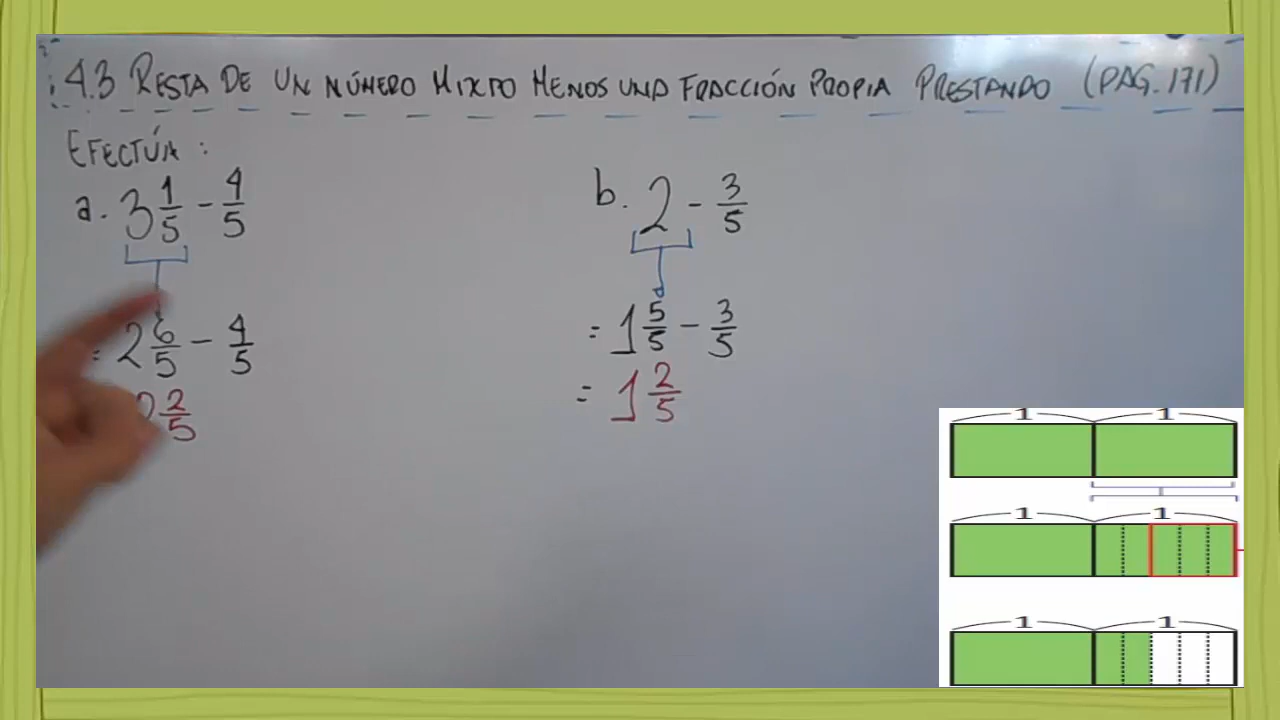 4.3 RESTA DE UN NÚMERO MIXTO MENOS UNA FRACCIÓN PROPIA PRESTANDO (PAG. 171)
EFECTÚA :
a. 3 1/5 - 4/5
= 2 6/5 - 4/5
2 2/5
b. 2 - 3/5
= 1 5/5 - 3/5
= 1 2/5
1 1
1 1
1 1